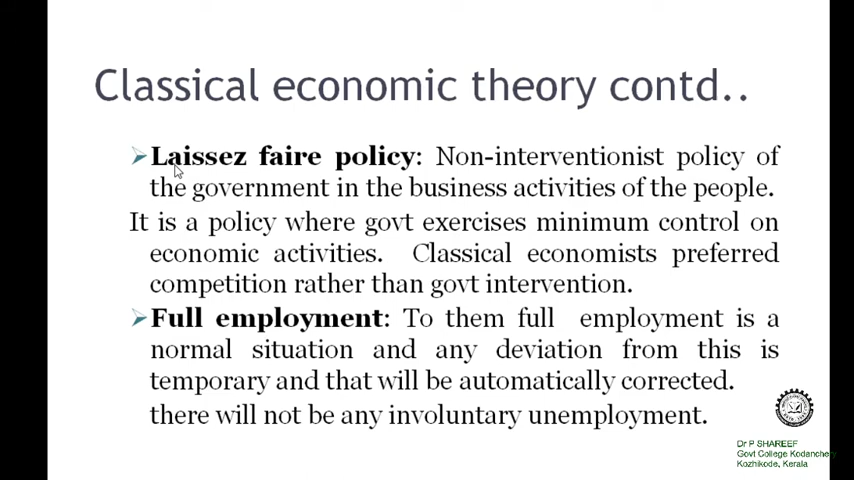 Classical economic theory contd..
Laissez faire policy: Non-interventionist policy of
the government in the business activities of the people.
It is a policy where govt exercises minimum control on
economic activities. Classical economists preferred
competition rather than govt intervention.
Full employment: To them full employment is a
normal situation and any deviation from this is
temporary and that will be automatically corrected.
there will not be any involuntary unemployment.
Dr P SHAREEF
Govt College Kodanchery
Kozhikode, Kerala